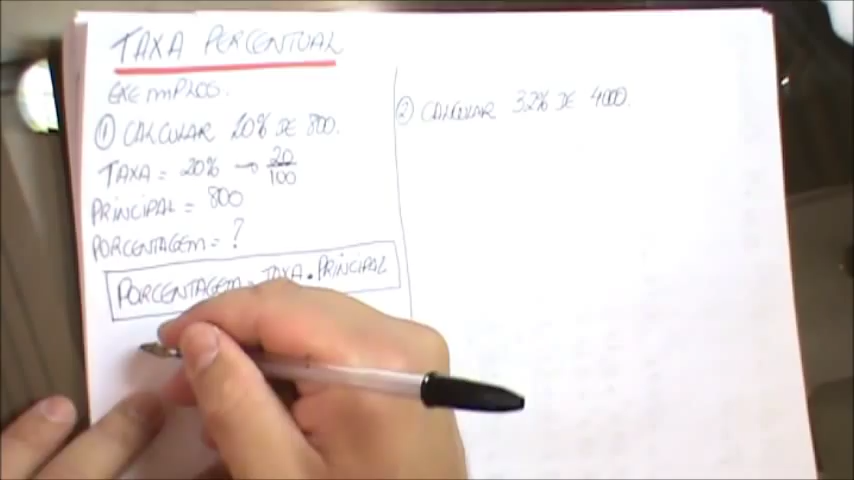 TAXA PERCENTUAL
EXEMPLOS.
① CALCULAR 20% DE 800.
TAXA = 20% → 20/100
PRINCIPAL = 800
PORCENTAGEM = ?
PORCENTAGEM = TAXA . PRINCIPAL
② CALCULAR 32% DE 4000.